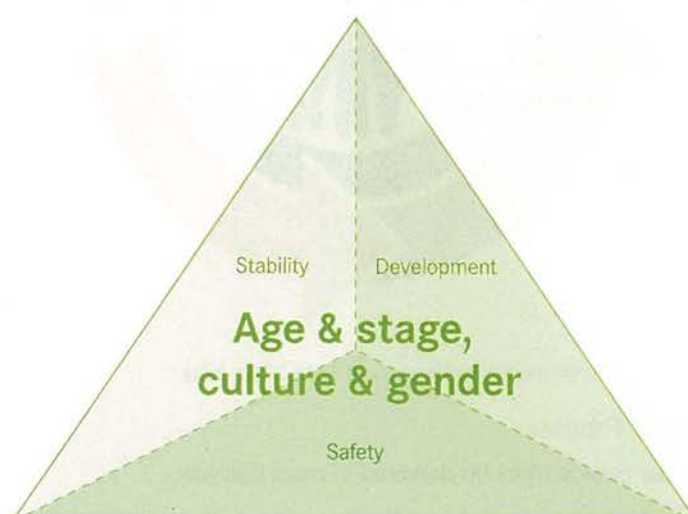 Stability Development
Age & stage,
culture & gender
Safety